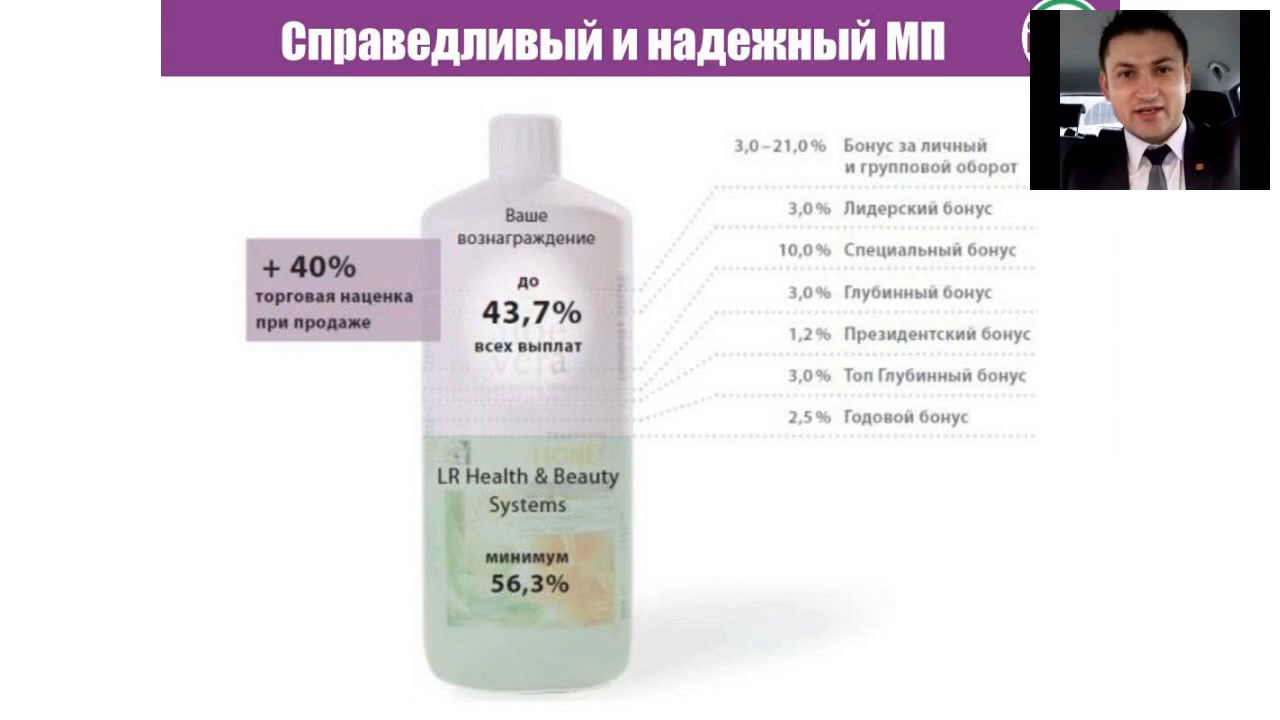 Справедливый и надежный МП
Ваше
вознаграждение
до
43,7%
всех выплат
+ 40%
торговая наценка
при продаже
3,0–21,0% Бонус за личный
и групповой оборот
3,0% Лидерский бонус
10,0% Специальный бонус
3,0% Глубинный бонус
1,2% Президентский бонус
3,0% Топ Глубинный бонус
2,5% Годовой бонус
vera
HONEY
LR Health & Beauty
Systems
минимум
56,3%